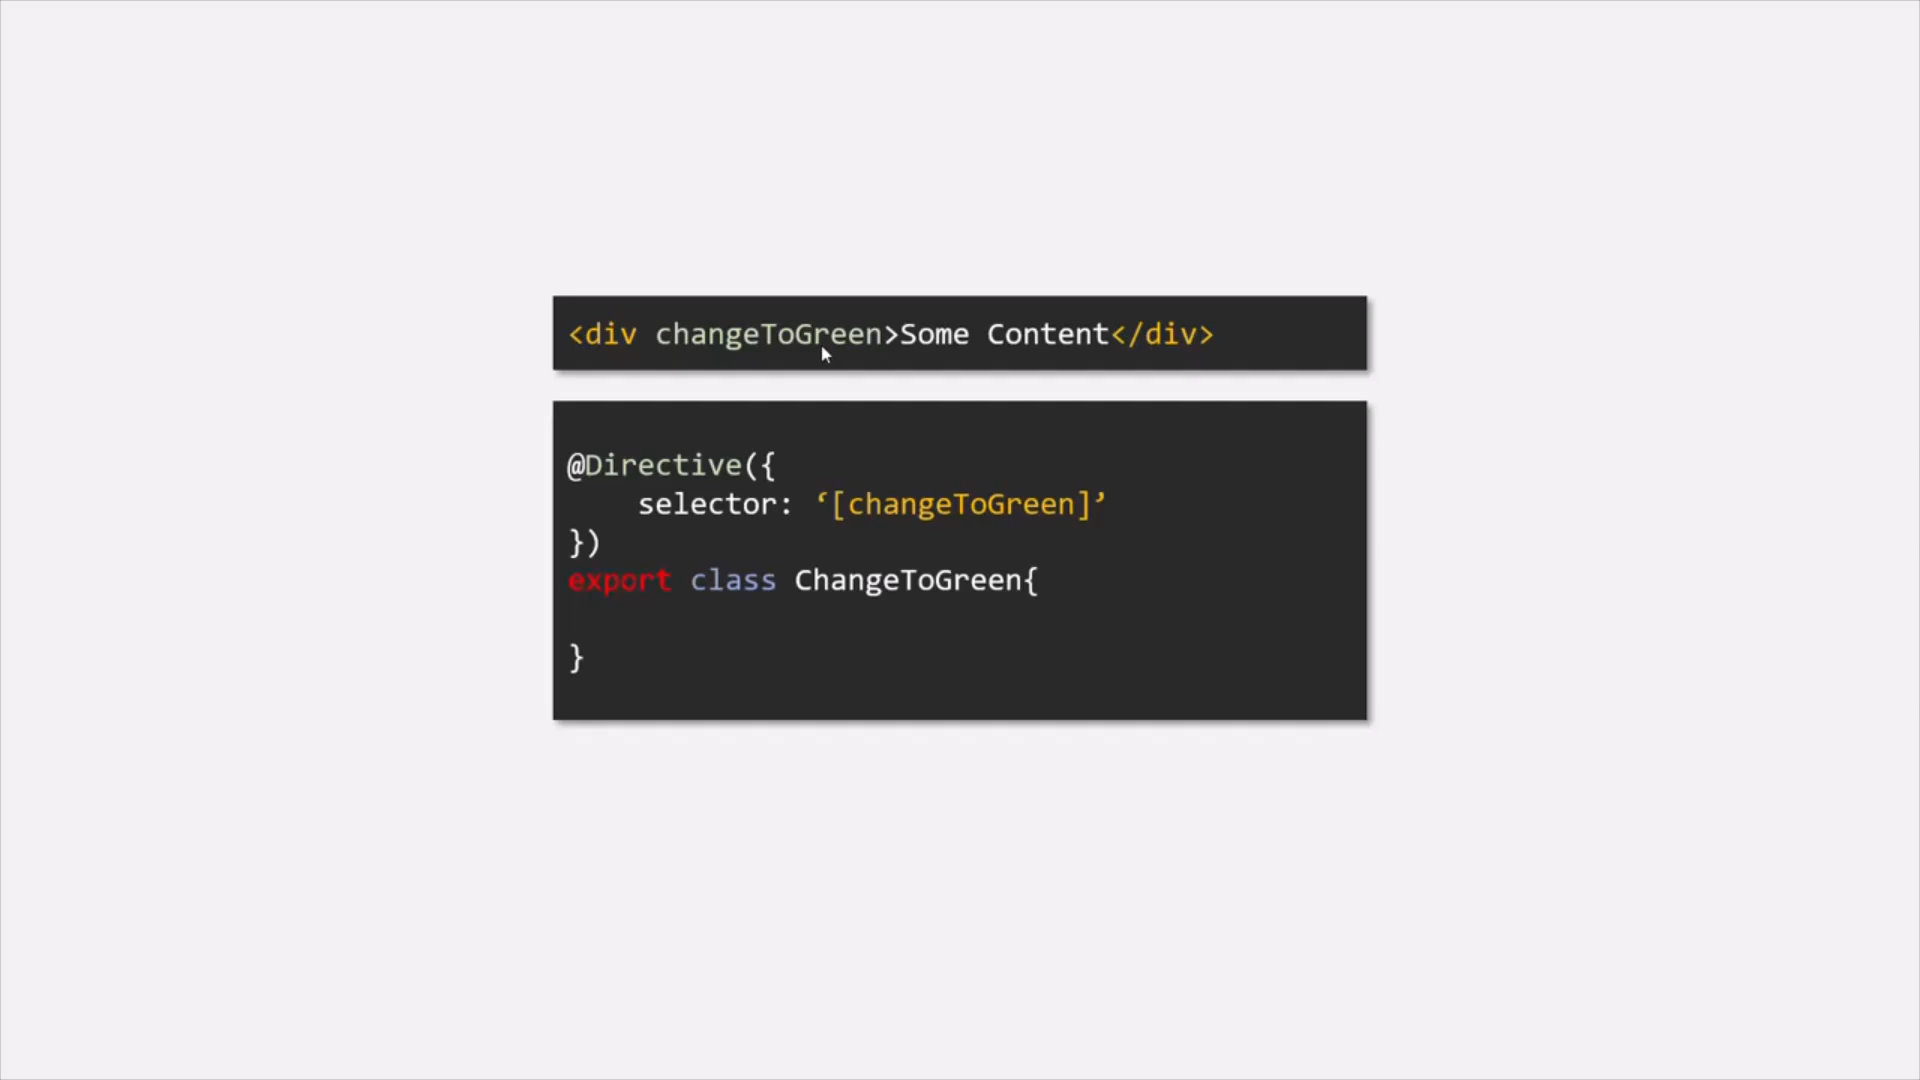 <div changeToGreen>Some Content</div>
@Directive({
    selector: ‘[changeToGreen]’
})
export class ChangeToGreen{
}